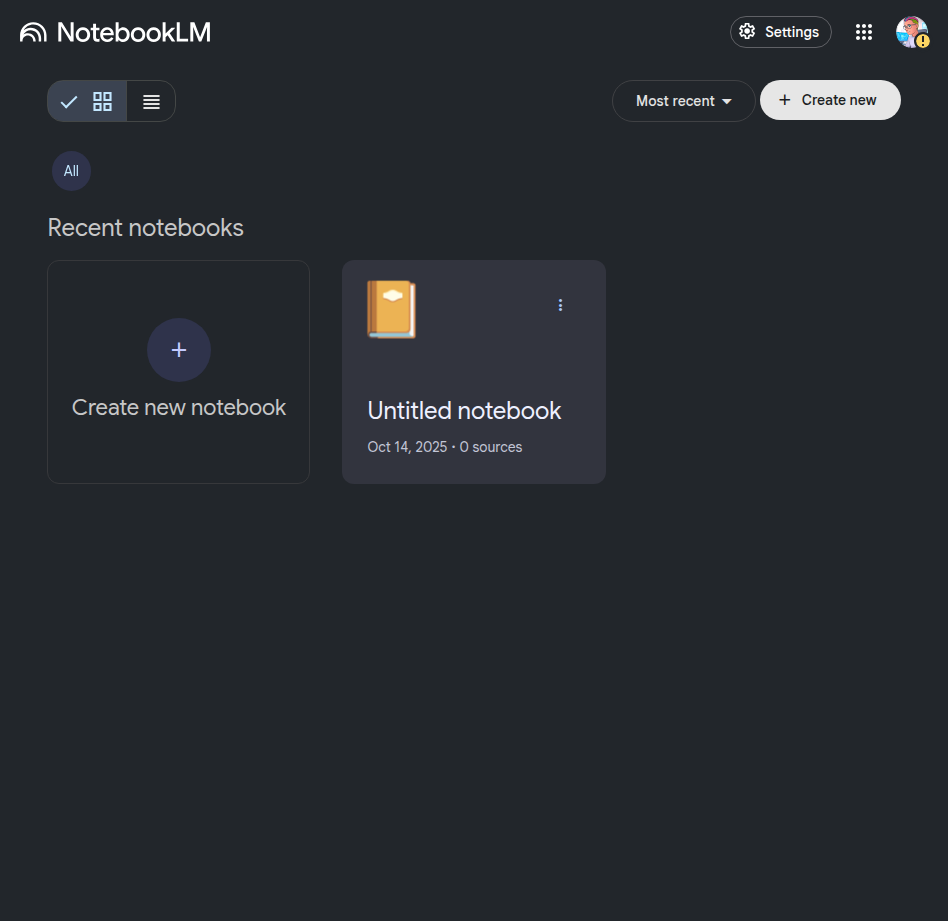 NotebookLM
Settings
Most recent
Create new
All
Recent notebooks
Create new notebook
Untitled notebook
Oct 14, 2025 · 0 sources